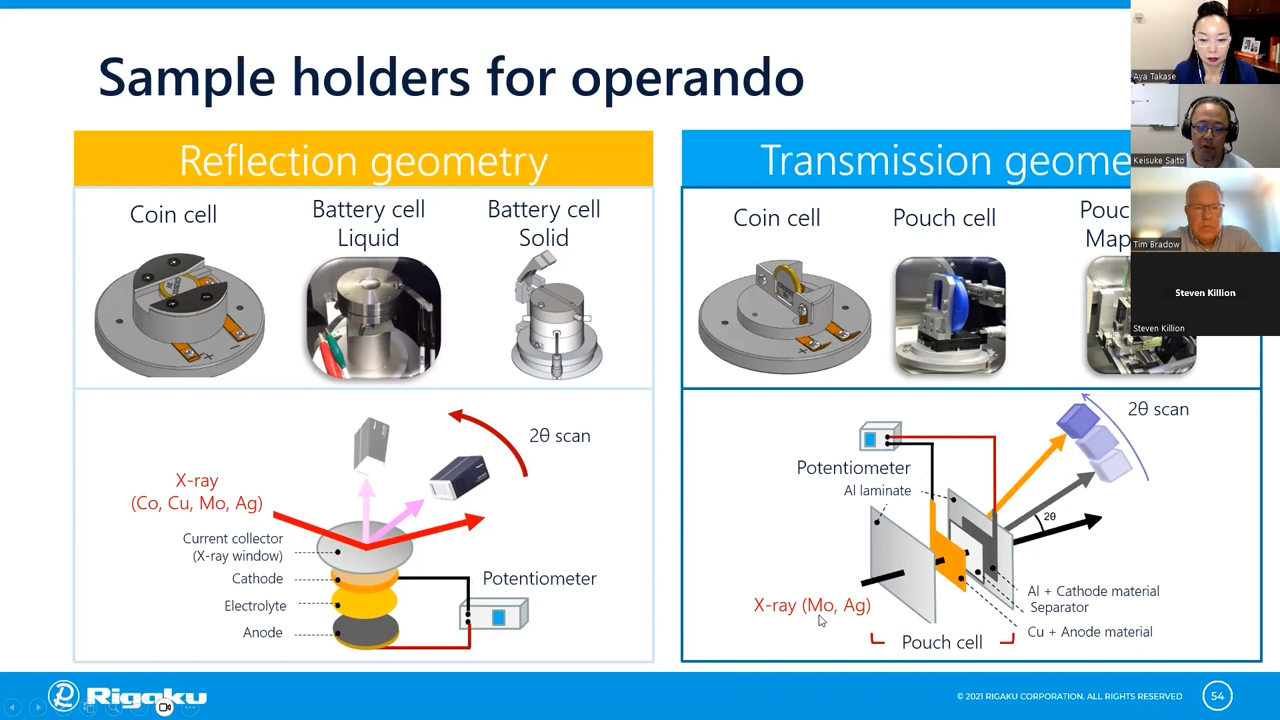 Sample holders for operando
Reflection geometry
Coin cell
Battery cell
Liquid
Battery cell
Solid
X-ray
(Co, Cu, Mo, Ag)
2θ scan
Current collector
(X-ray window)
Cathode
Electrolyte
Anode
Potentiometer
Transmission geome
Coin cell
Pouch cell
Pouc
Map
Potentiometer
Al laminate
2θ scan
2θ
X-ray (Mo, Ag)
Pouch cell
Al + Cathode material
Separator
Cu + Anode material
Aya Takase
Keisuke Saito
Tim Bradow
Steven Killion
Steven Killion
Rigaku
© 2021 RIGAKU CORPORATION. ALL RIGHTS RESERVED
54